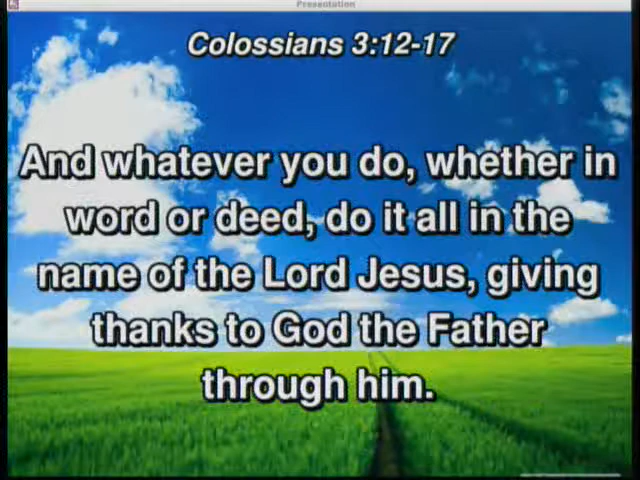 Presentation
Colossians 3:12-17
And whatever you do, whether in
word or deed, do it all in the
name of the Lord Jesus, giving
thanks to God the Father
through him.